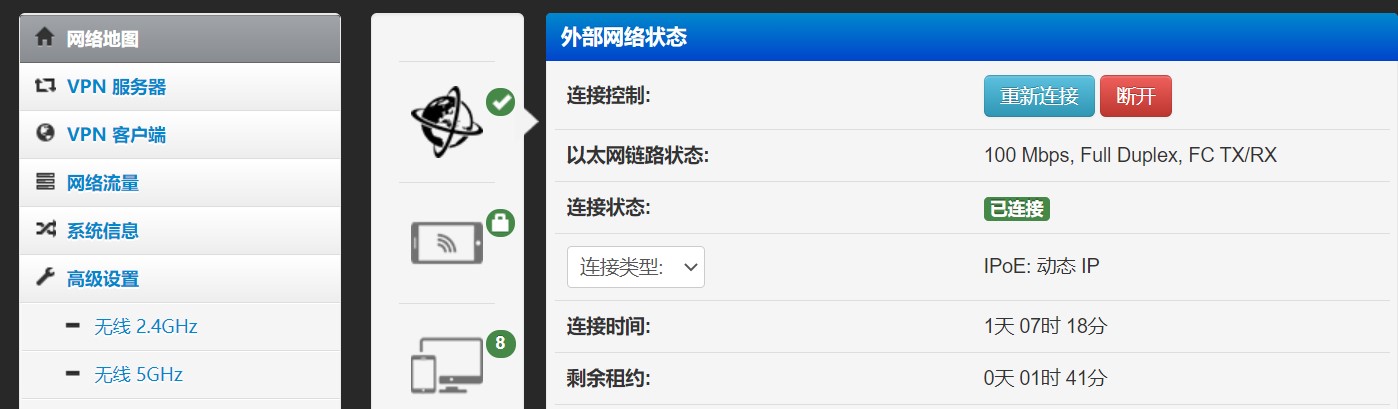 网络地图
VPN 服务器
VPN 客户端
网络流量
系统信息
高级设置
无线 2.4GHz
无线 5GHz
8
外部网络状态
连接控制: 重新连接 断开
以太网链路状态: 100 Mbps, Full Duplex, FC TX/RX
连接状态: 已连接
连接类型: IPoE: 动态 IP
连接时间: 1天 07时 18分
剩余租约: 0天 01时 41分